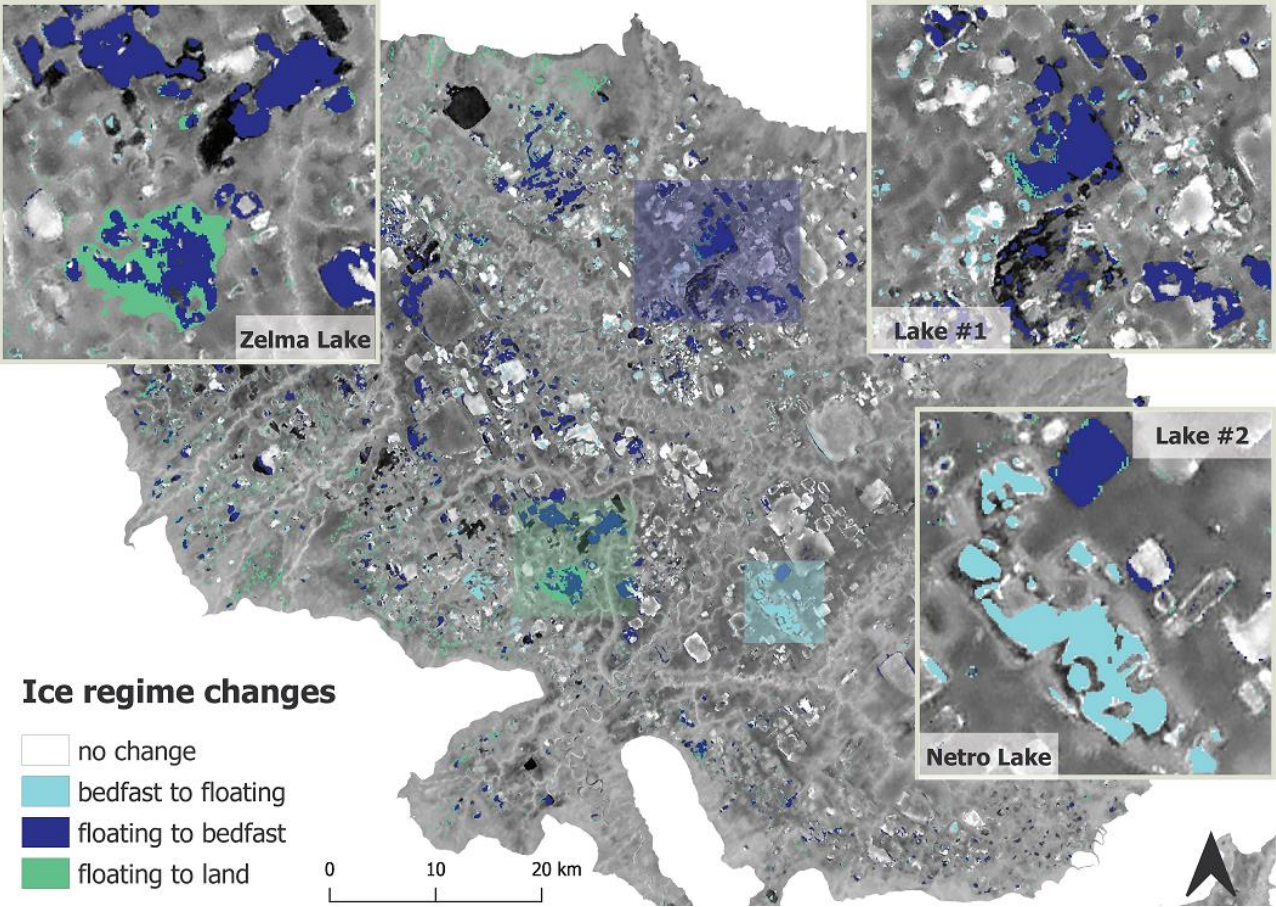 Zelma Lake
Lake #1
Lake #2
Netro Lake
Ice regime changes
no change
bedfast to floating
floating to bedfast
floating to land
0 10 20 km